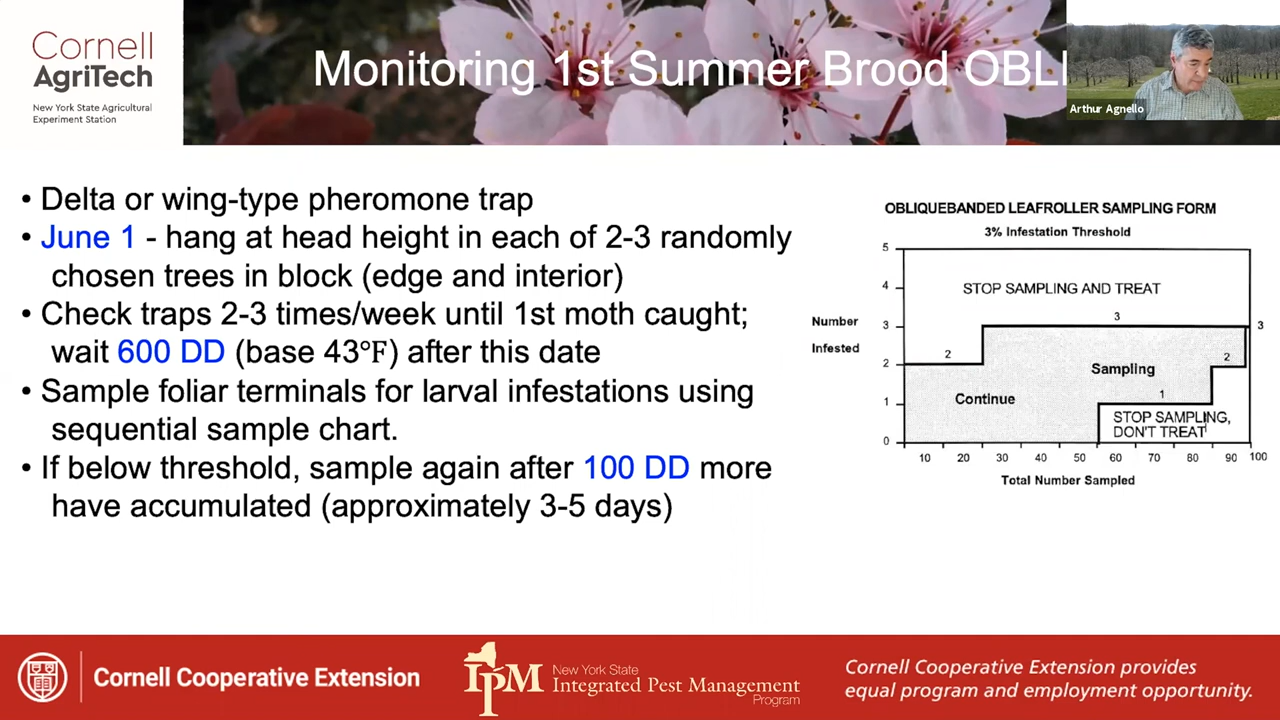 Cornell
AgriTech
New York State Agricultural
Experiment Station
Monitoring 1st Summer Brood OBL
Arthur Agnello
• Delta or wing-type pheromone trap
• June 1 - hang at head height in each of 2-3 randomly
chosen trees in block (edge and interior)
• Check traps 2-3 times/week until 1st moth caught;
wait 600 DD (base 43°F) after this date
• Sample foliar terminals for larval infestations using
sequential sample chart.
• If below threshold, sample again after 100 DD more
have accumulated (approximately 3-5 days)
OBLIQUEBANDED LEAFROLLER SAMPLING FORM
3% Infestation Threshold
5
4
3
2
1
0
Number
Infested
STOP SAMPLING AND TREAT
2
3
3
2
1
Sampling
Continue
STOP SAMPLING,
DON'T TREAT
10 20 30 40 50 60 70 80 90 100
Total Number Sampled
Cornell Cooperative Extension
IPM
New York State
Integrated Pest Management
Program
Cornell Cooperative Extension provides
equal program and employment opportunity.